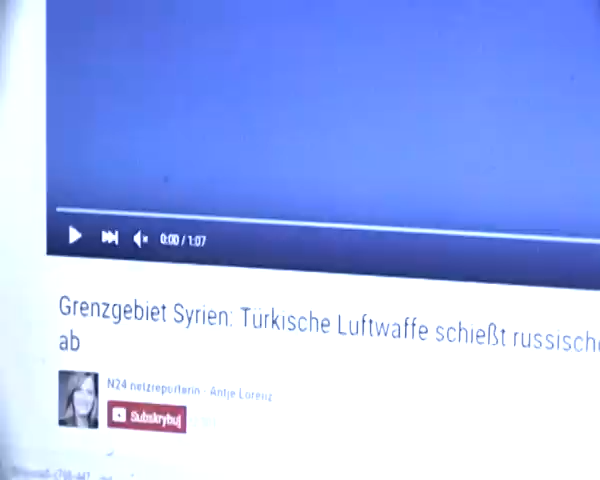 0:00 / 1:07
Grenzgebiet Syrien: Türkische Luftwaffe schießt russische
ab
N24 netzreporterin - Antje Lorenz
Subskrybuj